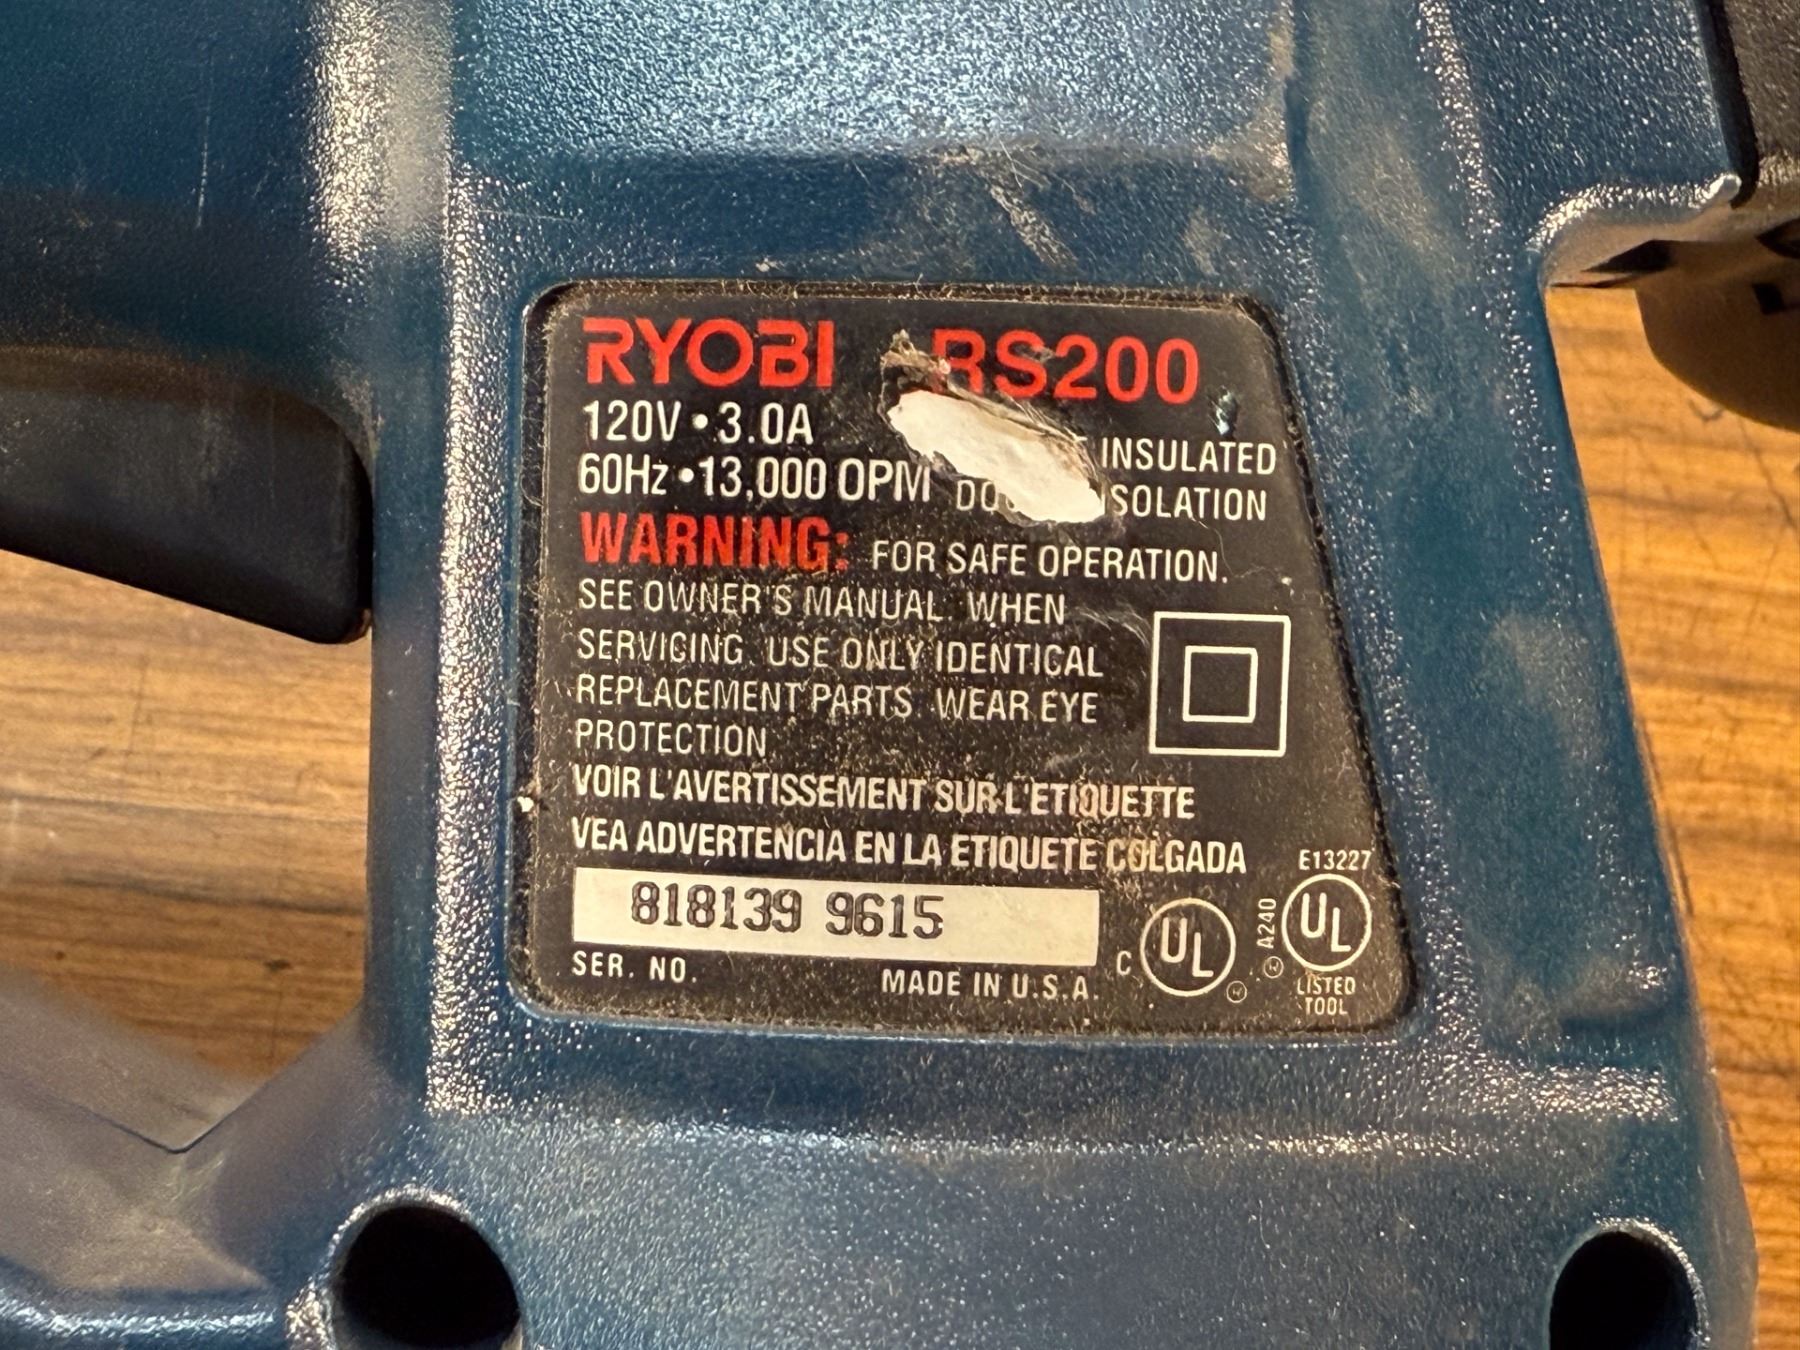 RYOBI RS200
120V • 3.0A
60Hz • 13,000 OPM
INSULATED
WARNING: FOR SAFE OPERATION.
SEE OWNER'S MANUAL. WHEN
SERVICING, USE ONLY IDENTICAL
REPLACEMENT PARTS. WEAR EYE
PROTECTION
VOIR L'AVERTISSEMENT SUR L'ETIQUETTE
VEA ADVERTENCIA EN LA ETIQUETE COLGADA
818139 9615
SER. NO.
MADE IN U.S.A.
C UL
A240
E13227
UL
LISTED
TOOL